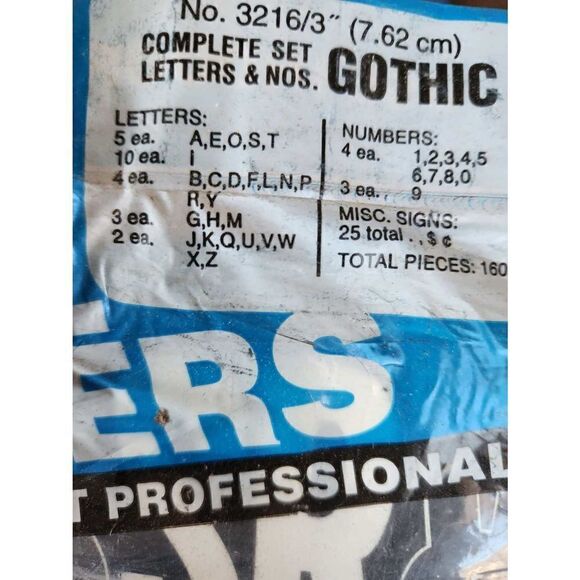 No. 3216/3" (7.62 cm)
COMPLETE SET
LETTERS & NOS. GOTHIC
LETTERS:
5 ea. A,E,O,S,T
10 ea. I
4 ea. B,C,D,F,L,N,P
R,Y
3 ea. G,H,M
2 ea. J,K,Q,U,V,W
X,Z
NUMBERS:
4 ea. 1,2,3,4,5
6,7,8,0
3 ea. 9
MISC. SIGNS:
25 total . , $ ¢
TOTAL PIECES: 160
ERS
T PROFESSIONAL